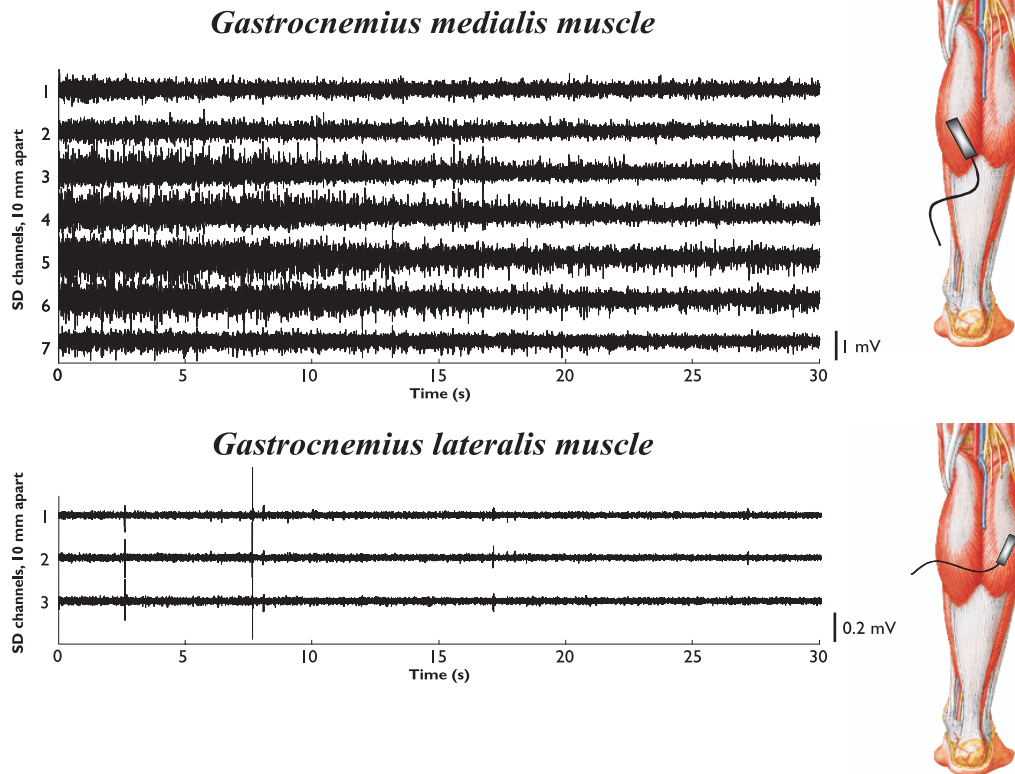 Gastrocnemius medialis muscle
SD channels, 10 mm apart
1
2
3
4
5
6
7
0 5 10 15 20 25 30
Time (s)
1 mV
Gastrocnemius lateralis muscle
SD channels, 10 mm apart
1
2
3
0 5 10 15 20 25 30
Time (s)
0.2 mV